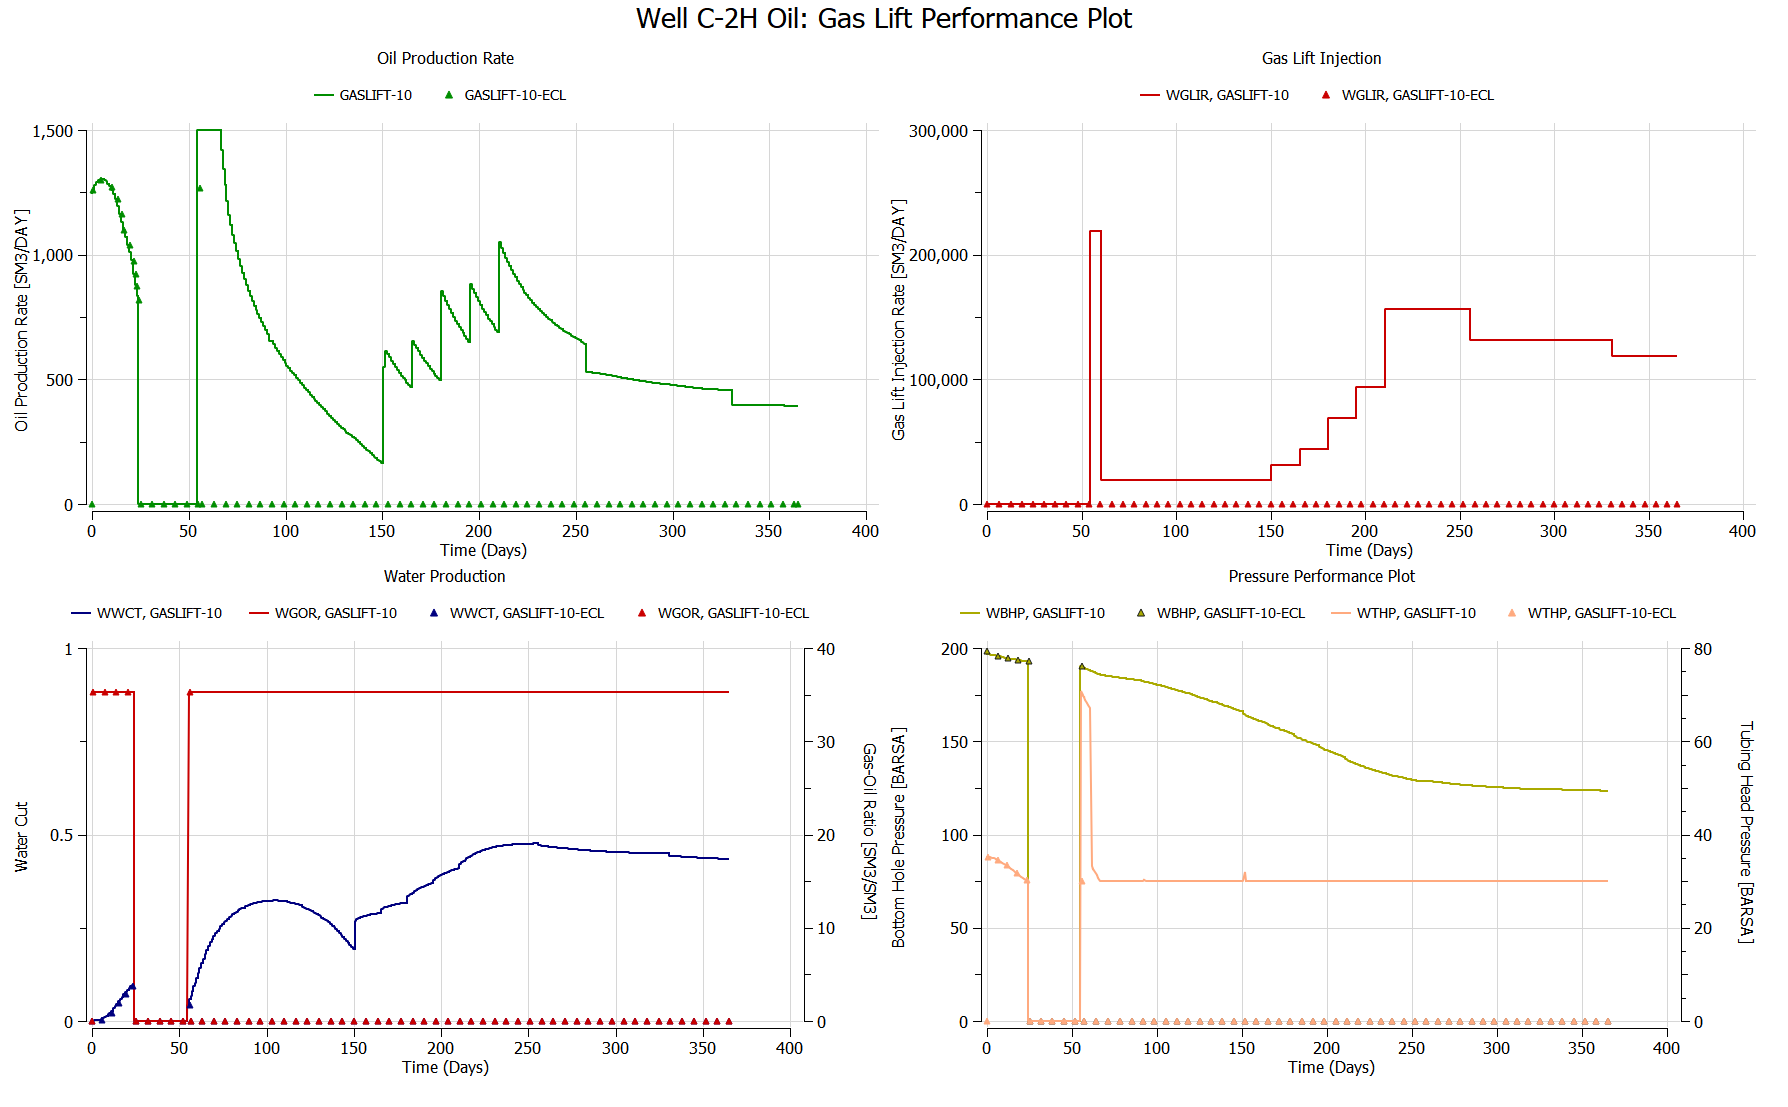 Well C-2H Oil: Gas Lift Performance Plot
Oil Production Rate
GASLIFT-10
GASLIFT-10-ECL
Oil Production Rate [SM3/DAY]
1,500
1,000
500
0
0 50 100 150 200 250 300 350 400
Time (Days)
Gas Lift Injection
WGLIR, GASLIFT-10
WGLIR, GASLIFT-10-ECL
Gas Lift Injection Rate [SM3/DAY]
300,000
200,000
100,000
0
0 50 100 150 200 250 300 350 400
Time (Days)
Water Production
WWCT, GASLIFT-10
WGOR, GASLIFT-10
WWCT, GASLIFT-10-ECL
WGOR, GASLIFT-10-ECL
Water Cut
1
0.5
0
40
30
20
10
0
Gas-Oil Ratio [SM3/SM3]
0 50 100 150 200 250 300 350 400
Time (Days)
Pressure Performance Plot
WBHP, GASLIFT-10
WBHP, GASLIFT-10-ECL
WTHP, GASLIFT-10
WTHP, GASLIFT-10-ECL
Bottom Hole Pressure [BARSA]
200
150
100
50
0
80
60
40
20
0
Tubing Head Pressure [BARSA]
0 50 100 150 200 250 300 350 400
Time (Days)